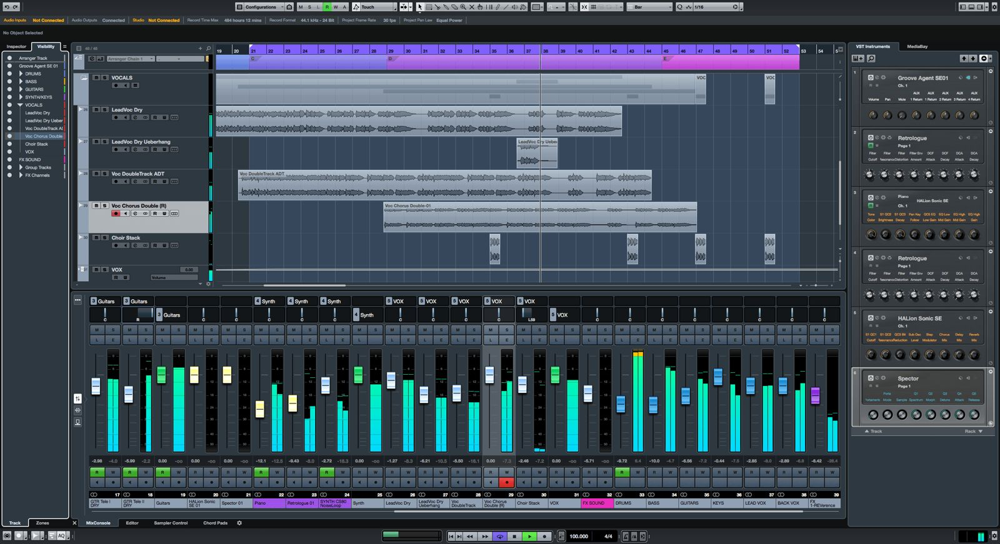 Configurations M S L R W A Touch Bar 1/16
Audio Inputs Not Connected Audio Outputs Connected Studio Not Connected Record Time Max 484 hours 12 mins Record Format 44.1 kHz - 24 Bit Project Frame Rate 30 fps Project Pan Law Equal Power
No Object Selected
Inspector Visibility
Arranger Track
Groove Agent SE 01
DRUMS
BASS
GUITARS
SYNTH/KEYS
VOCALS
LeadVoc Dry
LeadVoc Dry Ueber
Voc DoubleTrack AD
Voc Chorus Double
Choir Stack
VOX
FX SOUND
Group Tracks
FX Channels
Track Zones
48 / 48
19 20 21 22 23 24 25 26 27 28 29 30 31 32 33 34 35 36 37 38 39 40 41 42 43 44 45 46 47 48 49 50 51 52 53 54
Arranger Chain 1 C D E
m S VOCALS VOC VOC
26 m S LeadVoc Dry
R W
27 m S LeadVoc Dry Ueberhang LeadVoc Dry Ueber
R W
28 m S Voc DoubleTrack ADT Voc DoubleTrack ADT
R W
29 m S Voc Chorus Double (R) Voc Chorus Double-01
R W
30 m S Choir Stack
R W
m S VOX 0.00
R W Volume
3 Guitars 3 Guitars 4 Synth 4 Synth 4 Synth 5 VOX 5 VOX 5 VOX 5 VOX 5 VOX
C R 3 Guitars C C C C C 4 Synth C C C C L59 5 VOX C C C C C C C C
M S
L E
-2.98 -4.0 -5.99 -2.2 0.00 -oo 0.00 -oo 0.00 -oo -12.1 -12.5 -9.43 -8.0 -2.72 -18.3 0.00 -oo -1.27 -8.3 -6.21 -10.5 -5.50 -16.1 0.00 -7.3 -2.46 -7.2 0.00 -oo -5.71 -oo -9.72 6.4 -10.0 -4.7 -6.56 -7.2 -0.44 -7.5 -2.85 -8.0 -2.89 -6.8 -6.42 -26.4
R W
17 18 19 20 21 22 23 24 25 26 27 28 29 30 31 32 33 34 35 36 37 38 39
GTR Tele I DRY
GTR Tele II DRY
Guitars
HALion Sonic SE 01
Spector 01
Piano
Retrologue 01
SYNTH CS80 NoiseLoop
Synth
LeadVoc Dry
LeadVoc Dry Ueberhang
Voc DoubleTrack
Voc Chorus Double (R)
Choir Stack
VOX
FX SOUND
DRUMS
BASS
GUITARS
KEYS
LEAD VOX
BACK VOX
FX 1-REVerence
MixConsole Editor Sampler Control Chord Pads
AQ 100.000 4/4
VST Instruments MediaBay
1 Groove Agent SE01
R Ch. 1
AUX AUX AUX AUX
Volume Pan Mute 1 Return 1 Return 2 Return 3 Return 4 Return
2 Retrologue
R Page 1
Filter Filter Filter Filter Env DCF DCF DCA DCA
Cutoff Resonance Distortion Amount Attack Decay Attack Decay
3 Piano HALion Sonic SE
R Ch. 1
Tone S1 QC2 S1 QC3 Pan Key QC5 EQ EQ Low EQ High EQ High
Color Brightness Decay Follow Low Gain Mid Gain Mid Gain Gain
4 Retrologue
R Page 1
Filter Filter Filter Filter Env DCF DCF DCA DCA
Cutoff Resonance Distortion Amount Attack Decay Attack Decay
5 HALion Sonic SE
R Ch. 1
S1 QC1 S1 QC2 QC3 Bit Sub Osc Step Chorus Delay Reverb
Cutoff Resonance Reduction Level Modulator Mix Mix Mix
6 Spector
R Page 1
Porta Q1 Q2 Q3 Q4 Q5
Mode Sample Spectrum Morph Detune Attack Release
Track Rack